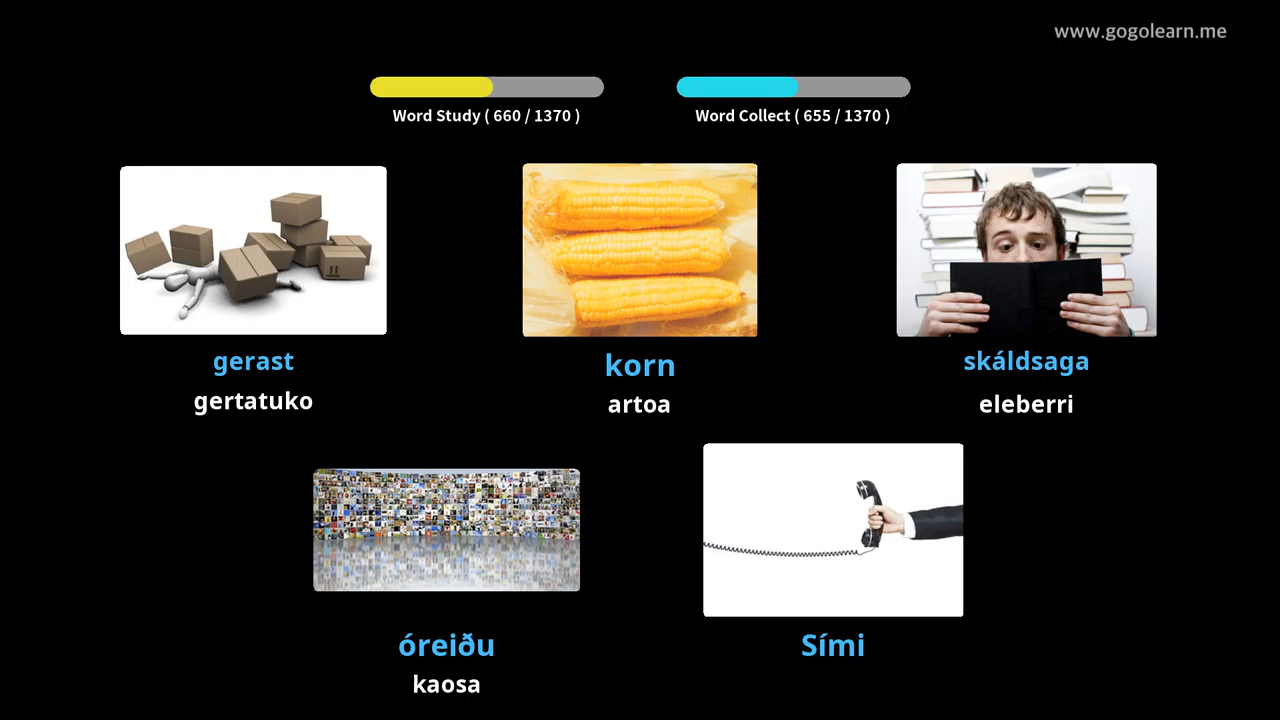 www.gogolearn.me
Word Study ( 660 / 1370 )
Word Collect ( 655 / 1370 )
gerast
gertatuko
korn
artoa
skáldsaga
eleberri
óreiðu
kaosa
Sími